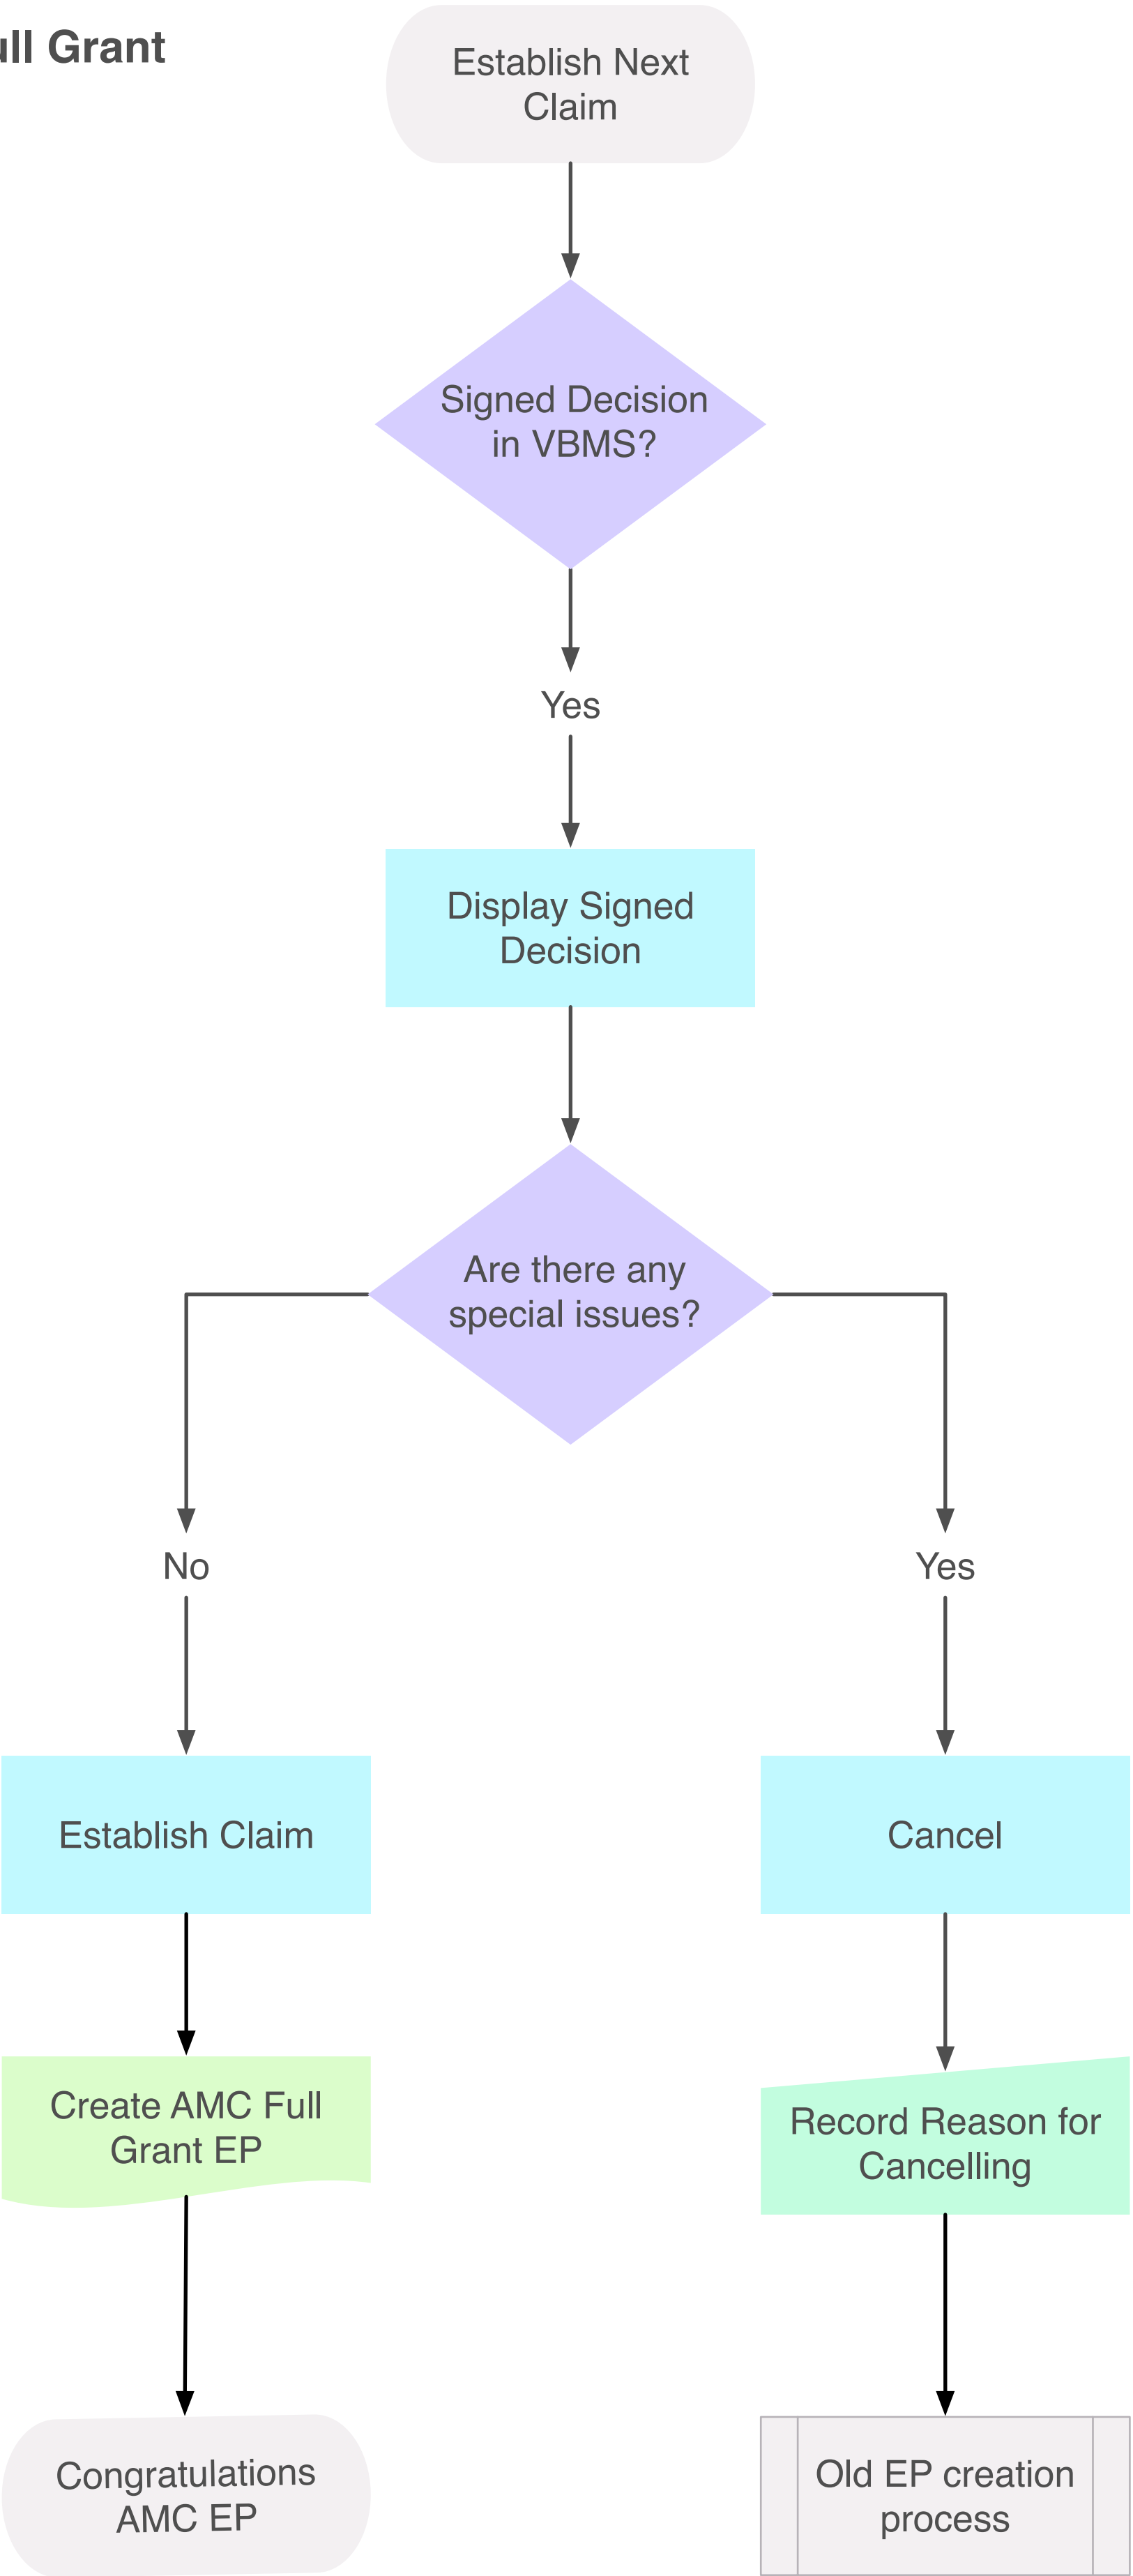 ull Grant
Establish Next
Claim
Signed Decision
in VBMS?
Yes
Display Signed
Decision
Are there any
special issues?
No
Yes
Establish Claim
Cancel
Create AMC Full
Grant EP
Record Reason for
Cancelling
Congratulations
AMC EP
Old EP creation
process